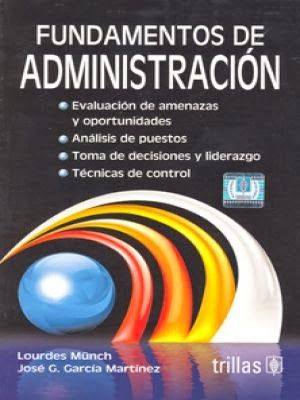 FUNDAMENTOS DE
ADMINISTRACIÓN
Evaluación de amenazas
y oportunidades
Análisis de puestos
Toma de decisiones y liderazgo
Técnicas de control
Lourdes Münch
José G. García Martínez
trillas